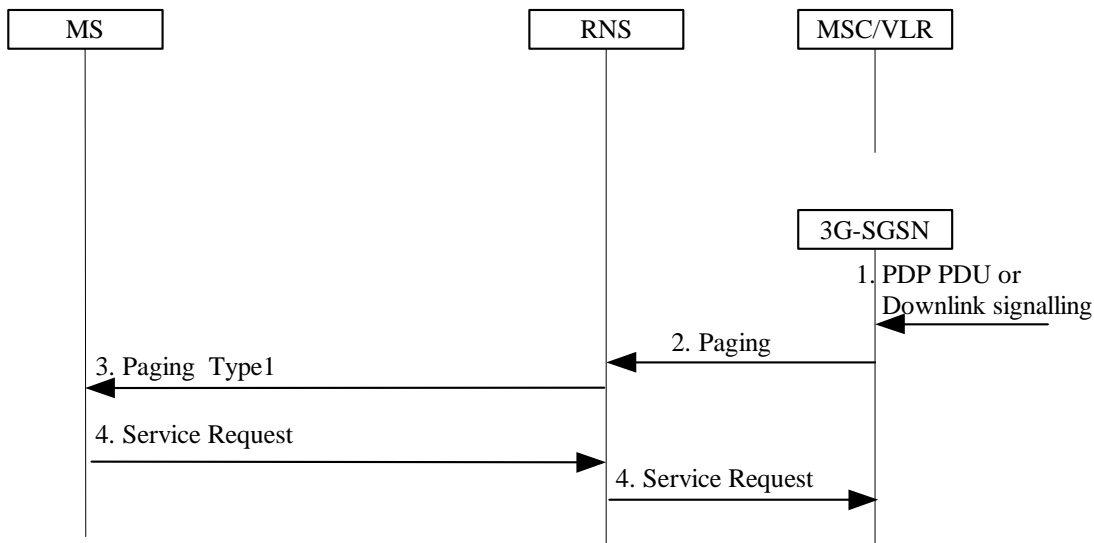 MS
RNS
MSC/VLR
3G-SGSN
1. PDP PDU or
Downlink signalling
2. Paging
3. Paging Type1
4. Service Request
4. Service Request